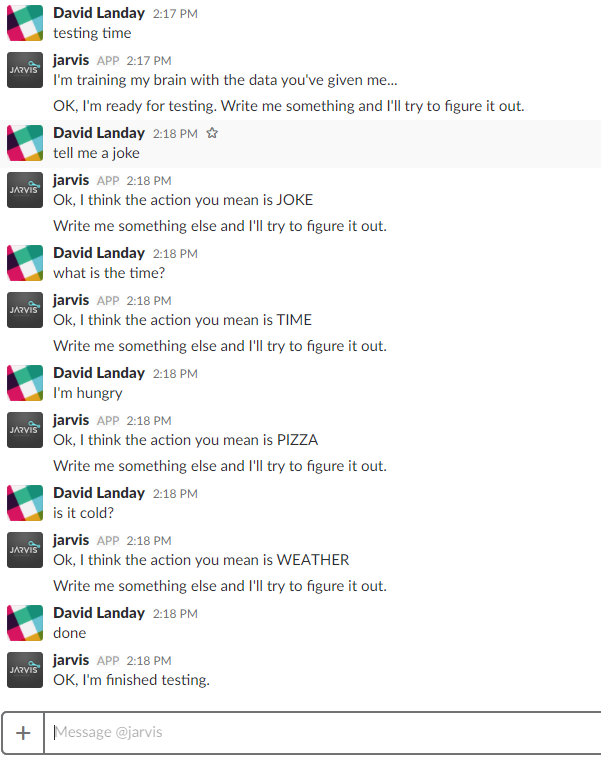 David Landay 2:17 PM
testing time
JARVIS
jarvis APP 2:17 PM
I'm training my brain with the data you've given me...
OK, I'm ready for testing. Write me something and I'll try to figure it out.
David Landay 2:18 PM
tell me a joke
JARVIS
jarvis APP 2:18 PM
Ok, I think the action you mean is JOKE
Write me something else and I'll try to figure it out.
David Landay 2:18 PM
what is the time?
JARVIS
jarvis APP 2:18 PM
Ok, I think the action you mean is TIME
Write me something else and I'll try to figure it out.
David Landay 2:18 PM
I'm hungry
JARVIS
jarvis APP 2:18 PM
Ok, I think the action you mean is PIZZA
Write me something else and I'll try to figure it out.
David Landay 2:18 PM
is it cold?
JARVIS
jarvis APP 2:18 PM
Ok, I think the action you mean is WEATHER
Write me something else and I'll try to figure it out.
David Landay 2:18 PM
done
JARVIS
jarvis APP 2:18 PM
OK, I'm finished testing.
Message @jarvis